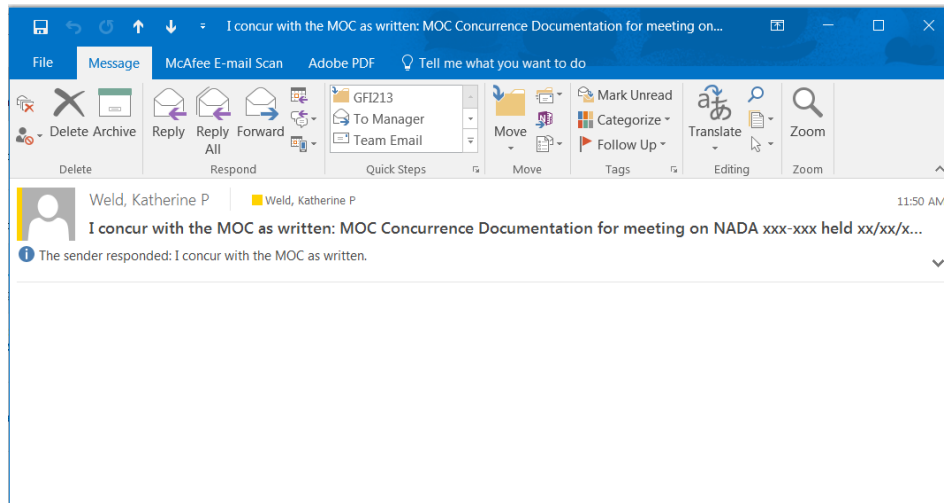 I concur with the MOC as written: MOC Concurrence Documentation for meeting on...
File Message McAfee E-mail Scan Adobe PDF Tell me what you want to do
Delete Archive
Reply Reply All Forward
GFI213
To Manager
Team Email
Move
Mark Unread
Categorize
Follow Up
Translate
Zoom
Delete Respond Quick Steps Move Tags Editing Zoom
Weld, Katherine P Weld, Katherine P 11:50 AM
I concur with the MOC as written: MOC Concurrence Documentation for meeting on NADA xxx-xxx held xx/xx/x...
The sender responded: I concur with the MOC as written.